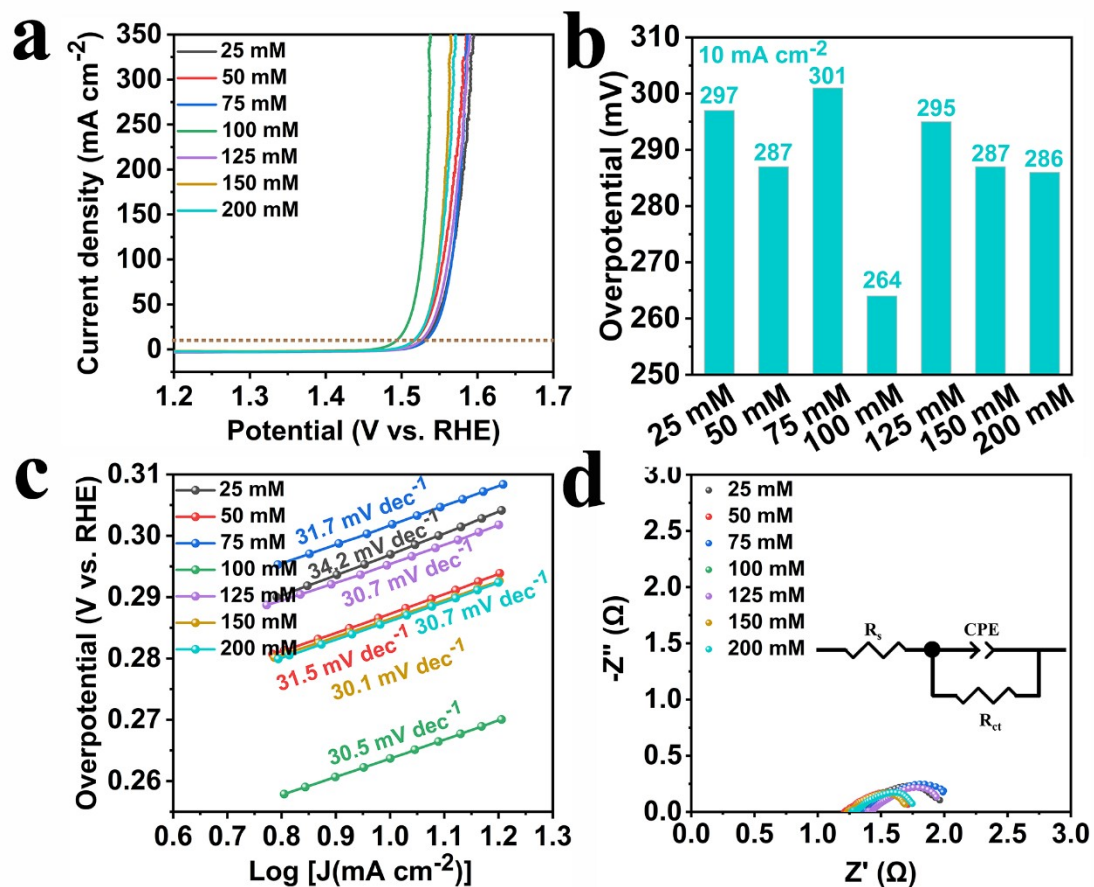 a
350
300
250
200
150
100
50
0
Current density (mA cm⁻²)
25 mM
50 mM
75 mM
100 mM
125 mM
150 mM
200 mM
1.2 1.3 1.4 1.5 1.6 1.7
Potential (V vs. RHE)
b
310
300
290
280
270
260
250
Overpotential (mV)
10 mA cm⁻²
297
287
301
264
295
287
286
25 mM
50 mM
75 mM
100 mM
125 mM
150 mM
200 mM
c
0.31
0.30
0.29
0.28
0.27
0.26
Overpotential (V vs. RHE)
25 mM
50 mM
75 mM
100 mM
125 mM
150 mM
200 mM
31.7 mV dec⁻¹
34.2 mV dec⁻¹
30.7 mV dec⁻¹
30.7 mV dec⁻¹
31.5 mV dec⁻¹
30.1 mV dec⁻¹
30.5 mV dec⁻¹
0.6 0.7 0.8 0.9 1.0 1.1 1.2 1.3
Log [J(mA cm⁻²)]
d
3.0
2.5
2.0
1.5
1.0
0.5
0.0
-Z'' (Ω)
25 mM
50 mM
75 mM
100 mM
125 mM
150 mM
200 mM
Rs
CPE
Rct
0.0 0.5 1.0 1.5 2.0 2.5 3.0
Z' (Ω)